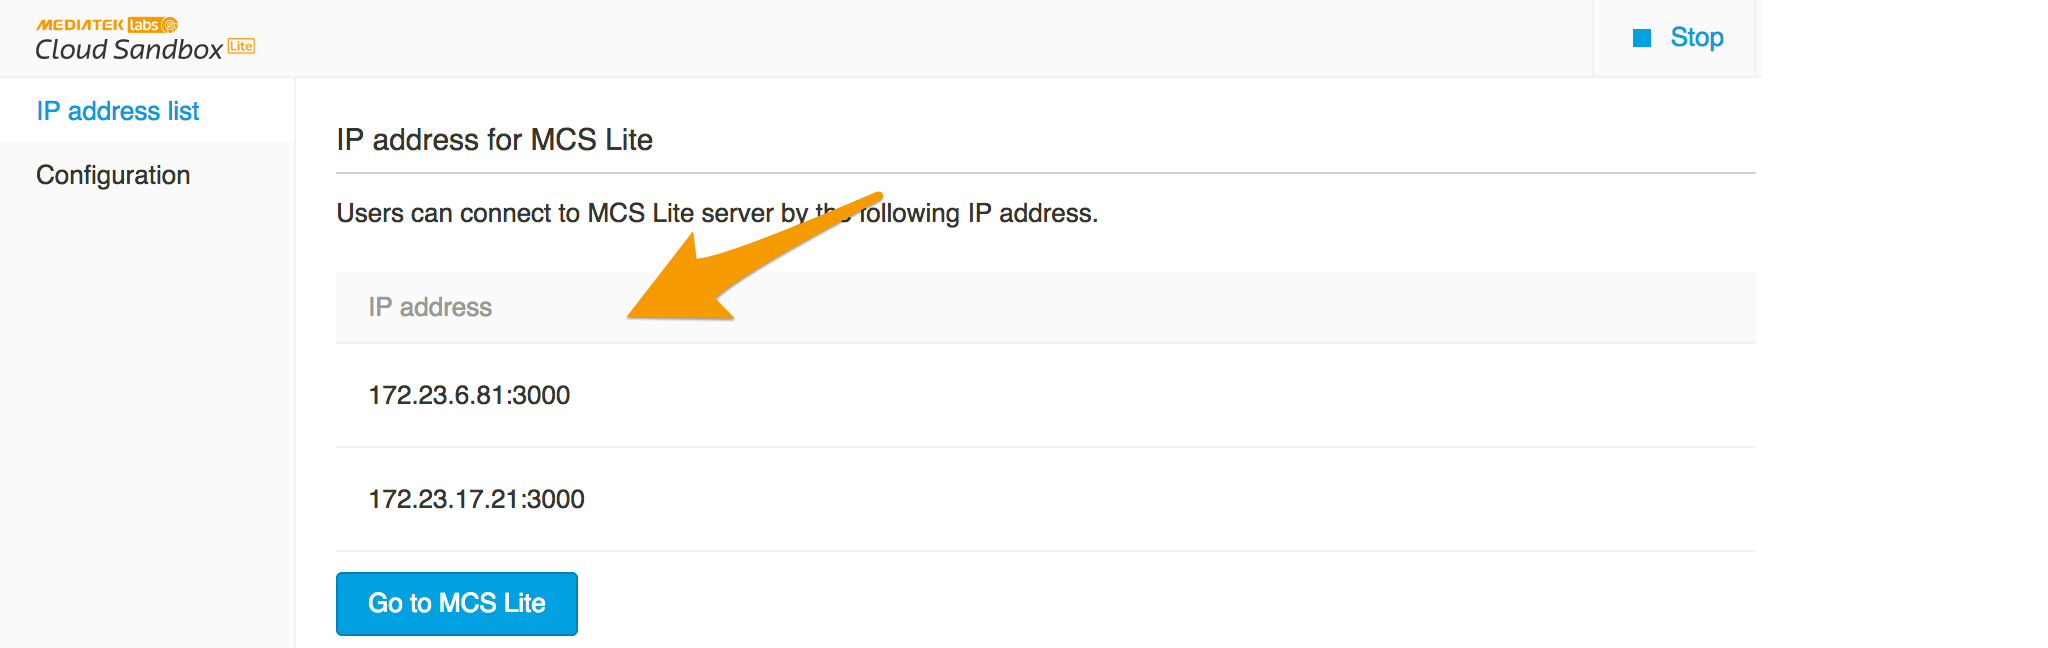 MEDIATEK labs
Cloud Sandbox Lite
Stop
IP address list
Configuration
IP address for MCS Lite
Users can connect to MCS Lite server by the following IP address.
IP address
172.23.6.81:3000
172.23.17.21:3000
Go to MCS Lite